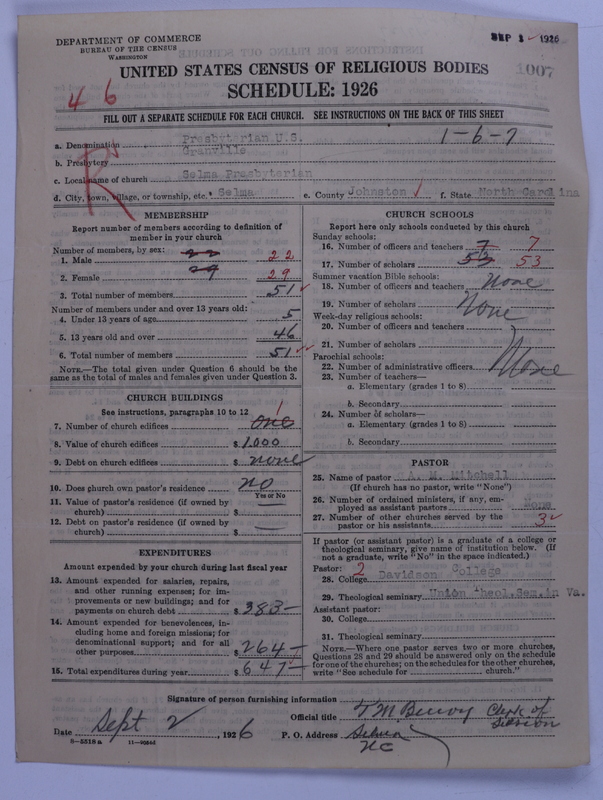 DEPARTMENT OF COMMERCE
BUREAU OF THE CENSUS
WASHINGTON
SEP 3 1926
1007
UNITED STATES CENSUS OF RELIGIOUS BODIES
SCHEDULE: 1926
4 6
FILL OUT A SEPARATE SCHEDULE FOR EACH CHURCH. SEE INSTRUCTIONS ON THE BACK OF THIS SHEET
1-6-7
a. Denomination Presbyterian U.S.
b. Presbytery Granville
c. Local name of church Selma Presbyterian
d. City, town, village, or township, etc. Selma e. County Johnston f. State North Carolina
MEMBERSHIP
Report number of members according to definition of
member in your church
Number of members, by sex:
1. Male 22 22
2. Female 29 29
3. Total number of members 51
Number of members under and over 13 years old:
4. Under 13 years of age 5
5. 13 years old and over 46
6. Total number of members 51
NOTE.—The total given under Question 6 should be the
same as the total of males and females given under Question 3.
CHURCH BUILDINGS
See instructions, paragraphs 10 to 12
7. Number of church edifices one 1
8. Value of church edifices $ 1.000
9. Debt on church edifices $ none
10. Does church own pastor's residence NO
Yes or No
11. Value of pastor's residence (if owned by
church) $
12. Debt on pastor's residence (if owned by
church) $
EXPENDITURES
Amount expended by your church during last fiscal year
13. Amount expended for salaries, repairs,
and other running expenses; for im-
provements or new buildings; and for
payments on church debt $ 383—
14. Amount expended for benevolences, in-
cluding home and foreign missions; for
denominational support; and for all
other purposes $ 264—
15. Total expenditures during year $ 647—
CHURCH SCHOOLS
Report here only schools conducted by this church
Sunday schools:
16. Number of officers and teachers 7 7
17. Number of scholars 53 53
Summer vacation Bible schools:
18. Number of officers and teachers None
19. Number of scholars None
Week-day religious schools:
20. Number of officers and teachers
21. Number of scholars
None
Parochial schools:
22. Number of administrative officers
23. Number of teachers—
a. Elementary (grades 1 to 8)
b. Secondary
24. Number of scholars—
a. Elementary (grades 1 to 8)
b. Secondary
PASTOR
25. Name of pastor Mitchell
(If church has no pastor, write "None")
26. Number of ordained ministers, if any, em-
ployed as assistant pastors None
27. Number of other churches served by the
pastor or his assistants 3
If pastor (or assistant pastor) is a graduate of a college or
theological seminary, give name of institution below. (If
not a graduate, write "No" in the space indicated.)
Pastor: 2
28. College Davidson College
29. Theological seminary Union theol.Sem.in Va.
Assistant pastor:
30. College
31. Theological seminary
NOTE.—Where one pastor serves two or more churches,
Questions 28 and 29 should be answered only on the schedule
for one of the churches; on the schedules for the other churches,
write "See schedule for church."
Signature of person furnishing information
Official title Clerk of Session
Date Sept 2, 1926 P. O. Address Selma
NC
8—5518a 11—9064d